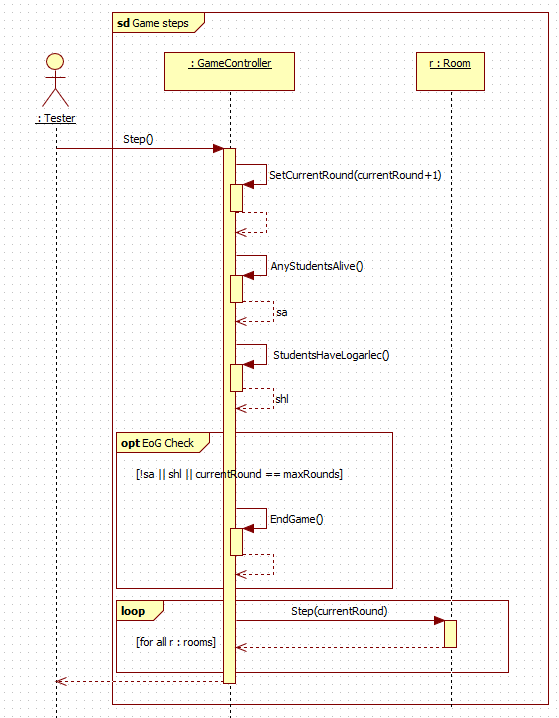 sd Game steps
: GameController
r : Room
: Tester
Step()
SetCurrentRound(currentRound+1)
AnyStudentsAlive()
sa
StudentsHaveLogarlec()
shl
opt EoG Check
[!sa || shl || currentRound == maxRounds]
EndGame()
loop
Step(currentRound)
[for all r : rooms]